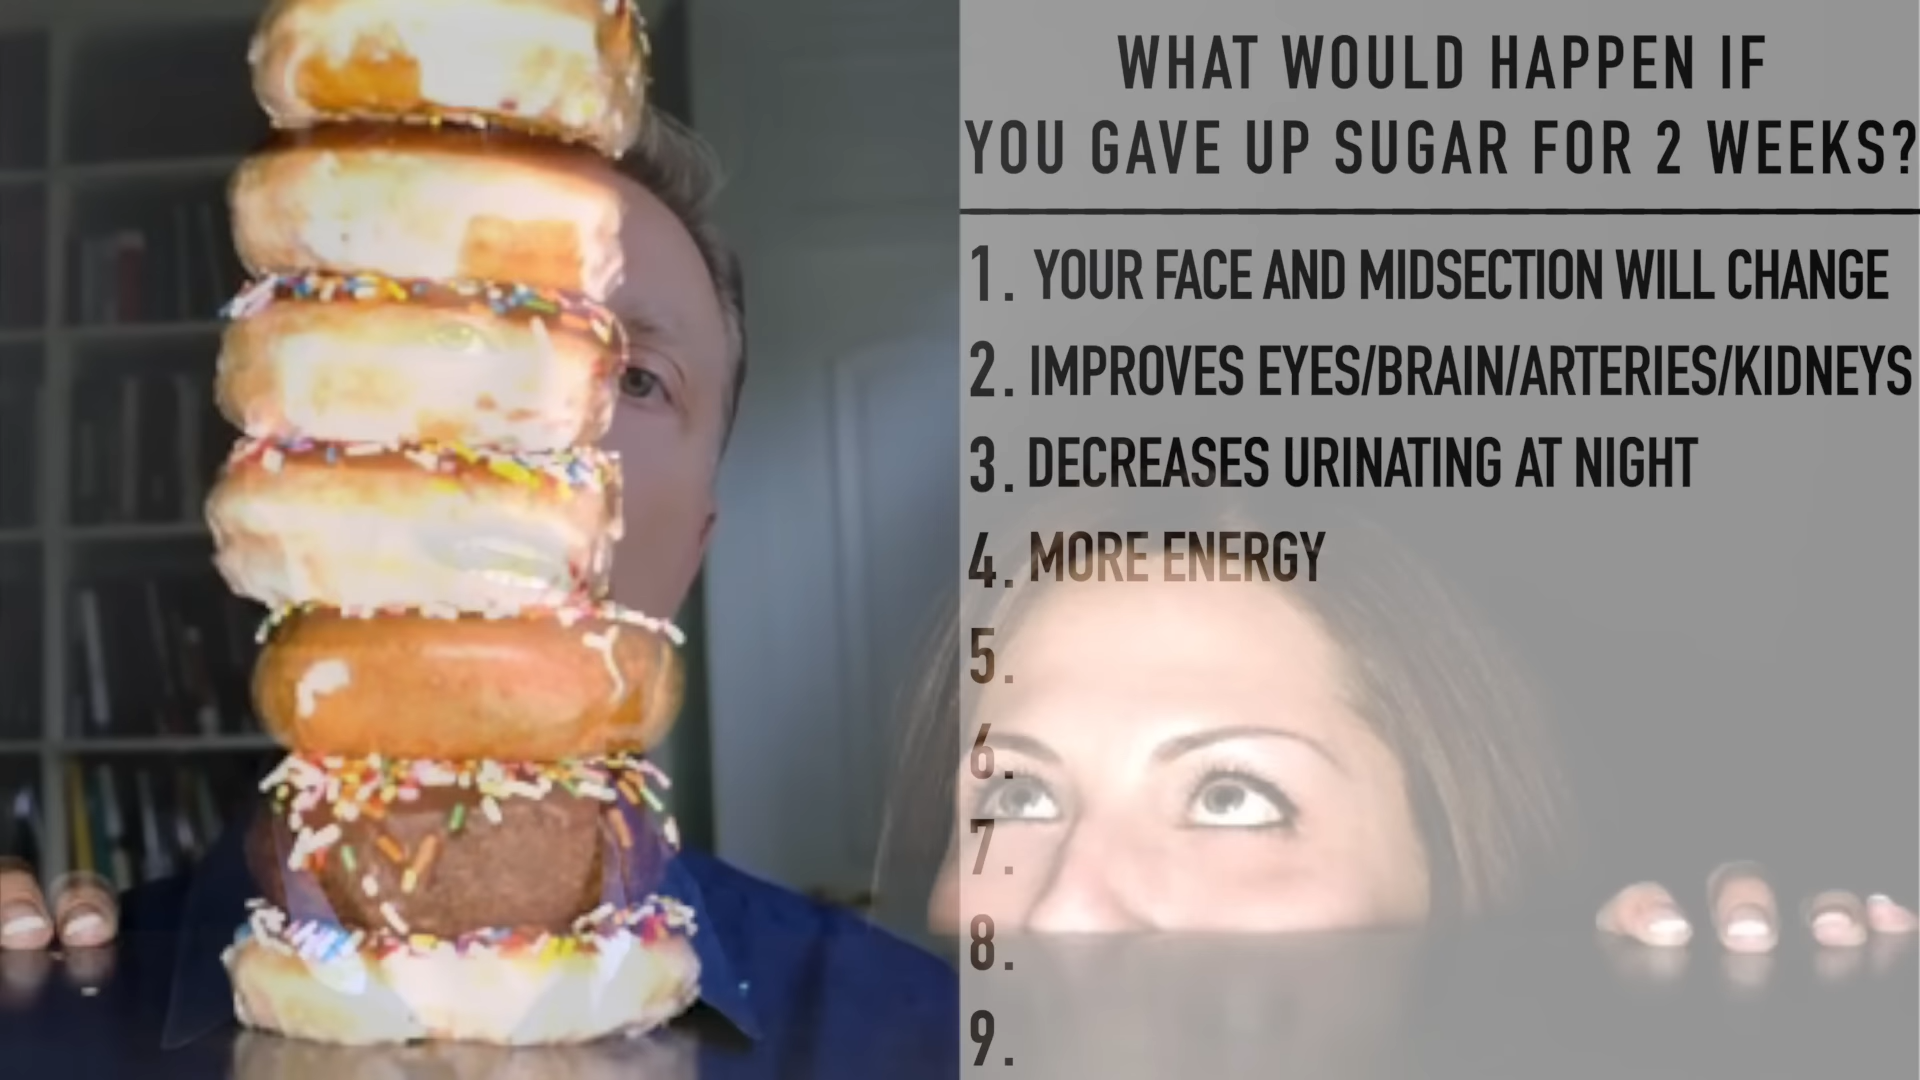 WHAT WOULD HAPPEN IF
YOU GAVE UP SUGAR FOR 2 WEEKS?
1. YOUR FACE AND MIDSECTION WILL CHANGE
2. IMPROVES EYES/BRAIN/ARTERIES/KIDNEYS
3. DECREASES URINATING AT NIGHT
4. MORE ENERGY
5.
6.
7.
8.
9.